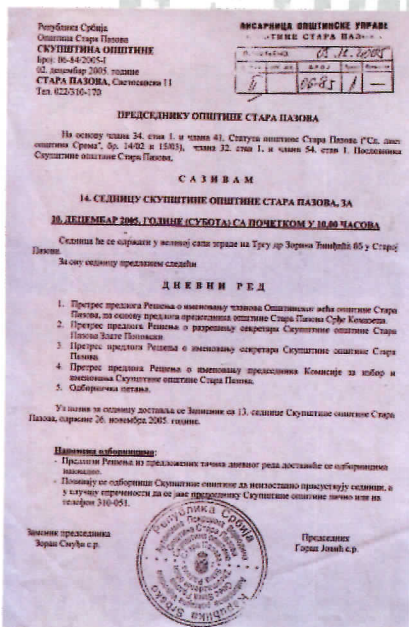 Република Србија
Општина Стара Пазова
СКУПШТИНА ОПШТИНЕ
Број: 06-84/2005-I
02. децембар 2005. године
СТАРА ПАЗОВА, Светосавска 11
Тел. 022/310-170
ПИСАРНИЦА ОПШТИНСКЕ УПРАВЕ
ПРЕДСЕДНИКУ ОПШТИНЕ СТАРА ПАЗОВА
На основу члана 34. став 1. и члана 41. Статута општине Стара Пазова ("Сл. лист
општина Срема", бр. 14/02 и 15/03), члана 32. став 1. и члана 54. став 1. Пословника
Скупштине општине Стара Пазова,
С А З И В А М
14. СЕДНИЦУ СКУПШТИНЕ ОПШТИНЕ СТАРА ПАЗОВА, ЗА
10. ДЕЦЕМБАР 2005. ГОДИНЕ (СУБОТА) СА ПОЧЕТКОМ У 10,00 ЧАСОВА
Седница ће се одржати у великој сали зграде на Тргу др Зорана Ђинђића бб у Старој
Пазови.
За ову седницу предлажем следећи
Д Н Е В Н И Р Е Д
1. Претрес предлога Решења о именовању чланова Општинског већа општине Стара
Пазова, на основу предлога председника општине Стара Пазова Срђе
2. Претрес предлога Решења о разрешењу секретара Скупштине општине Стара
Пазова Злате
3. Претрес предлога Решења о именовању секретара Скупштине општине Стара
Пазова.
4. Претрес предлога Решења о именовању председника Комисије за избор и
именовања Скупштине општине Стара Пазова.
5. Одборничка питања.
Уз позив за седницу доставља се Записник са 13. седнице Скупштине општине Стара
Пазова, одржане 26. новембра 2005. године.
Напомена одборницима:
- Предлози Решења из предложених тачака дневног реда доставиће се одборницима
накнадно.
- Позивају се одборници Скупштине општине да неизоставно присуствују седници, а
у случају спречености да се јаве председнику Скупштине општине лично или на
телефон 310-051.
Заменик председника
Зоран с.р.
Председник
Горан Јовић с.р.
Република Србија